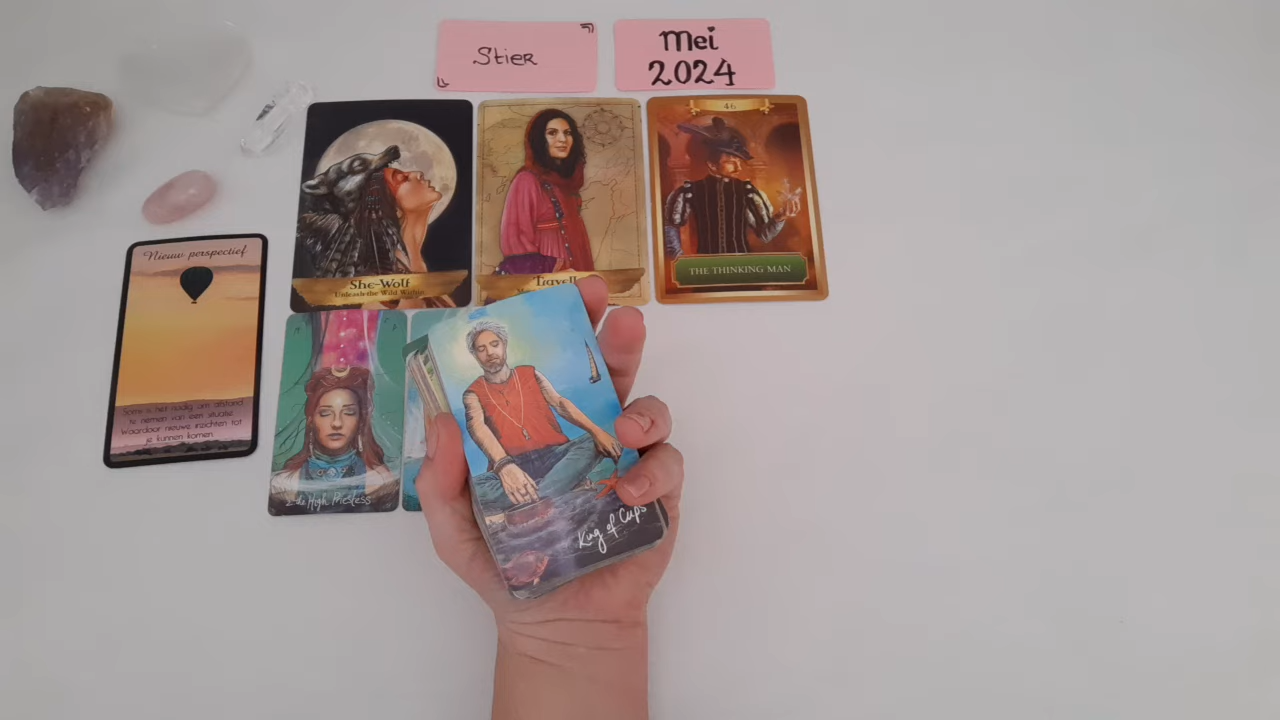 Stier
Mei
2024
46
She-Wolf
Unleash the Wild Within
THE THINKING MAN
Nieuw perspectief
Soms is het nodig om afstand
te nemen van een situatie
Waardoor nieuwe inzichten tot
je kunnen komen
High Priestess
King of Cups